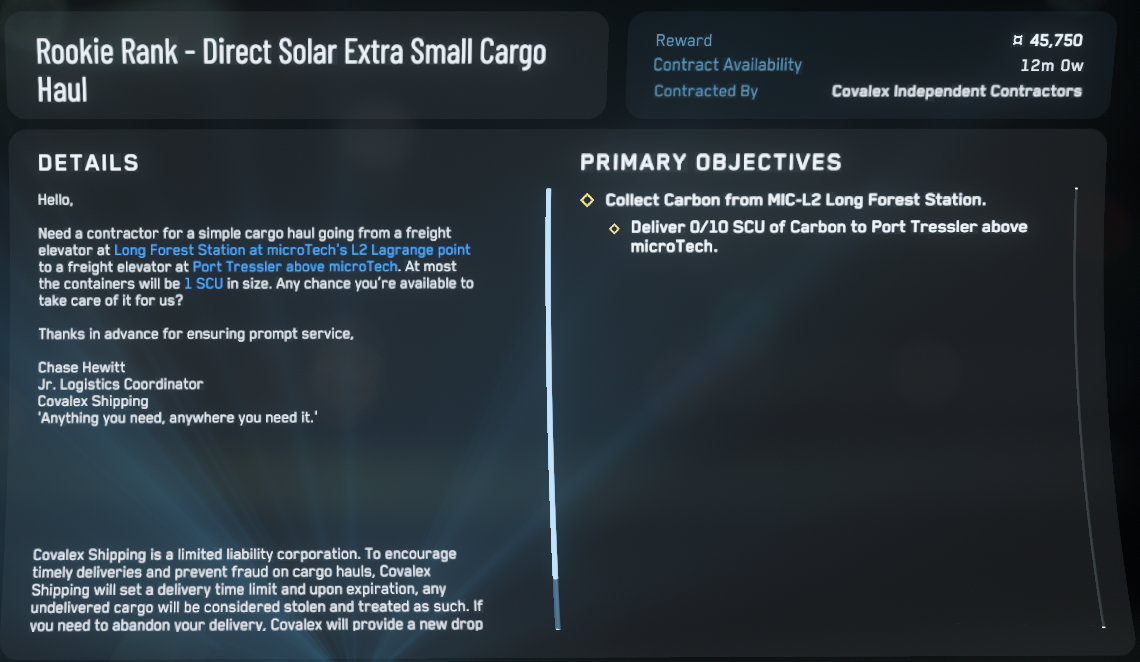 Rookie Rank - Direct Solar Extra Small Cargo
Haul
Reward ¤ 45,750
Contract Availability 12m 0w
Contracted By Covalex Independent Contractors
DETAILS
Hello,
Need a contractor for a simple cargo haul going from a freight
elevator at Long Forest Station at microTech's L2 Lagrange point
to a freight elevator at Port Tressler above microTech. At most
the containers will be 1 SCU in size. Any chance you're available to
take care of it for us?
Thanks in advance for ensuring prompt service,
Chase Hewitt
Jr. Logistics Coordinator
Covalex Shipping
'Anything you need, anywhere you need it.'
Covalex Shipping is a limited liability corporation. To encourage
timely deliveries and prevent fraud on cargo hauls, Covalex
Shipping will set a delivery time limit and upon expiration, any
undelivered cargo will be considered stolen and treated as such. If
you need to abandon your delivery, Covalex will provide a new drop
PRIMARY OBJECTIVES
Collect Carbon from MIC-L2 Long Forest Station.
Deliver 0/10 SCU of Carbon to Port Tressler above
microTech.